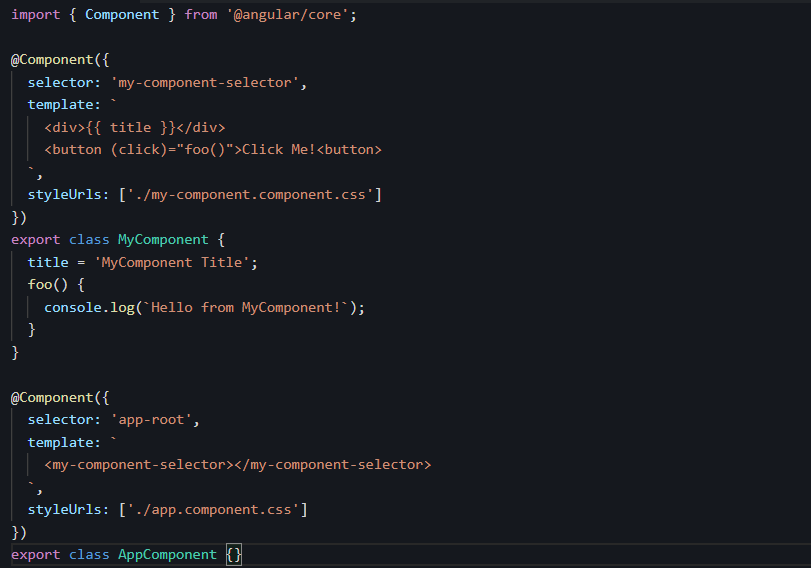 import { Component } from '@angular/core';

@Component({
  selector: 'my-component-selector',
  template: `
    <div>{{ title }}</div>
    <button (click)="foo()">Click Me!<button>
  `,
  styleUrls: ['./my-component.component.css']
})
export class MyComponent {
  title = 'MyComponent Title';
  foo() {
    console.log(`Hello from MyComponent!`);
  }
}

@Component({
  selector: 'app-root',
  template: `
    <my-component-selector></my-component-selector>
  `,
  styleUrls: ['./app.component.css']
})
export class AppComponent {}